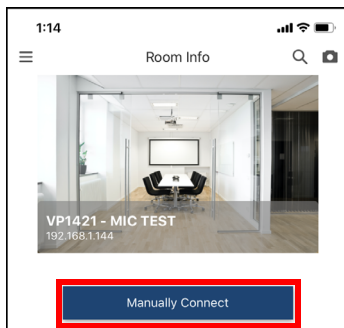 1:14
Room Info
VP1421 - MIC TEST
192.168.1.144
Manually Connect